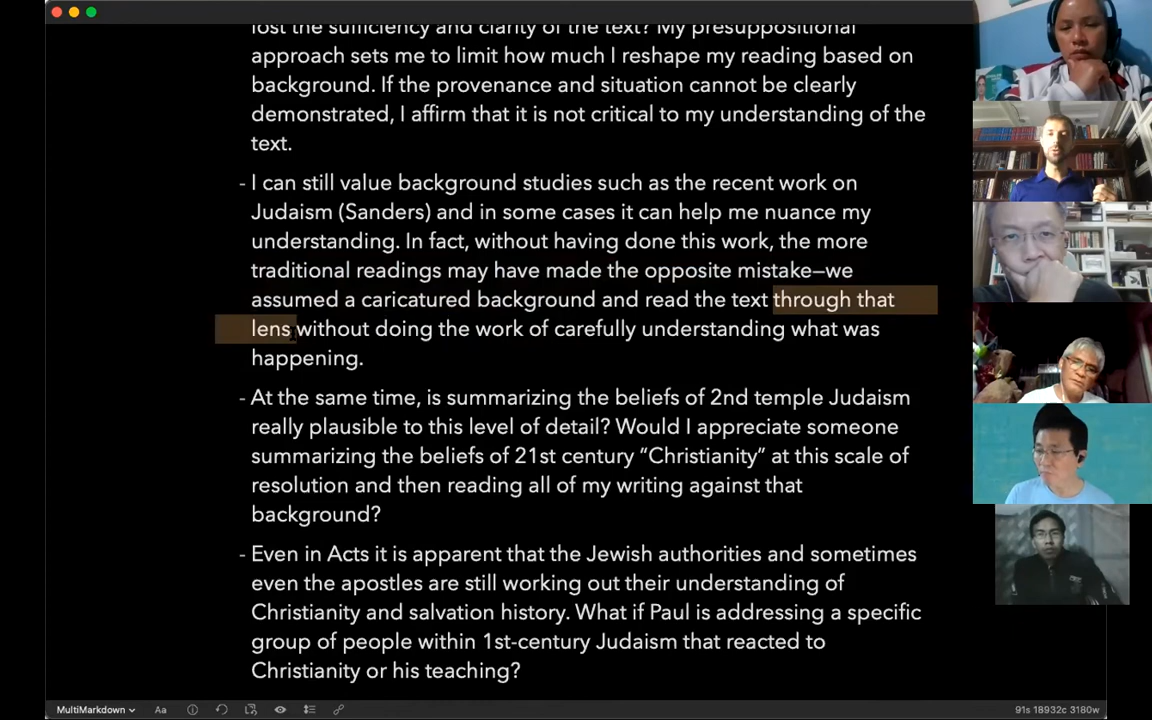 lost the sufficiency and clarity of the text? My presuppositional
approach sets me to limit how much I reshape my reading based on
background. If the provenance and situation cannot be clearly
demonstrated, I affirm that it is not critical to my understanding of the
text.
- I can still value background studies such as the recent work on
Judaism (Sanders) and in some cases it can help me nuance my
understanding. In fact, without having done this work, the more
traditional readings may have made the opposite mistake—we
assumed a caricatured background and read the text through that
lens without doing the work of carefully understanding what was
happening.
- At the same time, is summarizing the beliefs of 2nd temple Judaism
really plausible to this level of detail? Would I appreciate someone
summarizing the beliefs of 21st century “Christianity” at this scale of
resolution and then reading all of my writing against that
background?
- Even in Acts it is apparent that the Jewish authorities and sometimes
even the apostles are still working out their understanding of
Christianity and salvation history. What if Paul is addressing a specific
group of people within 1st-century Judaism that reacted to
Christianity or his teaching?
MultiMarkdown Aa 91s 18932c 3180w